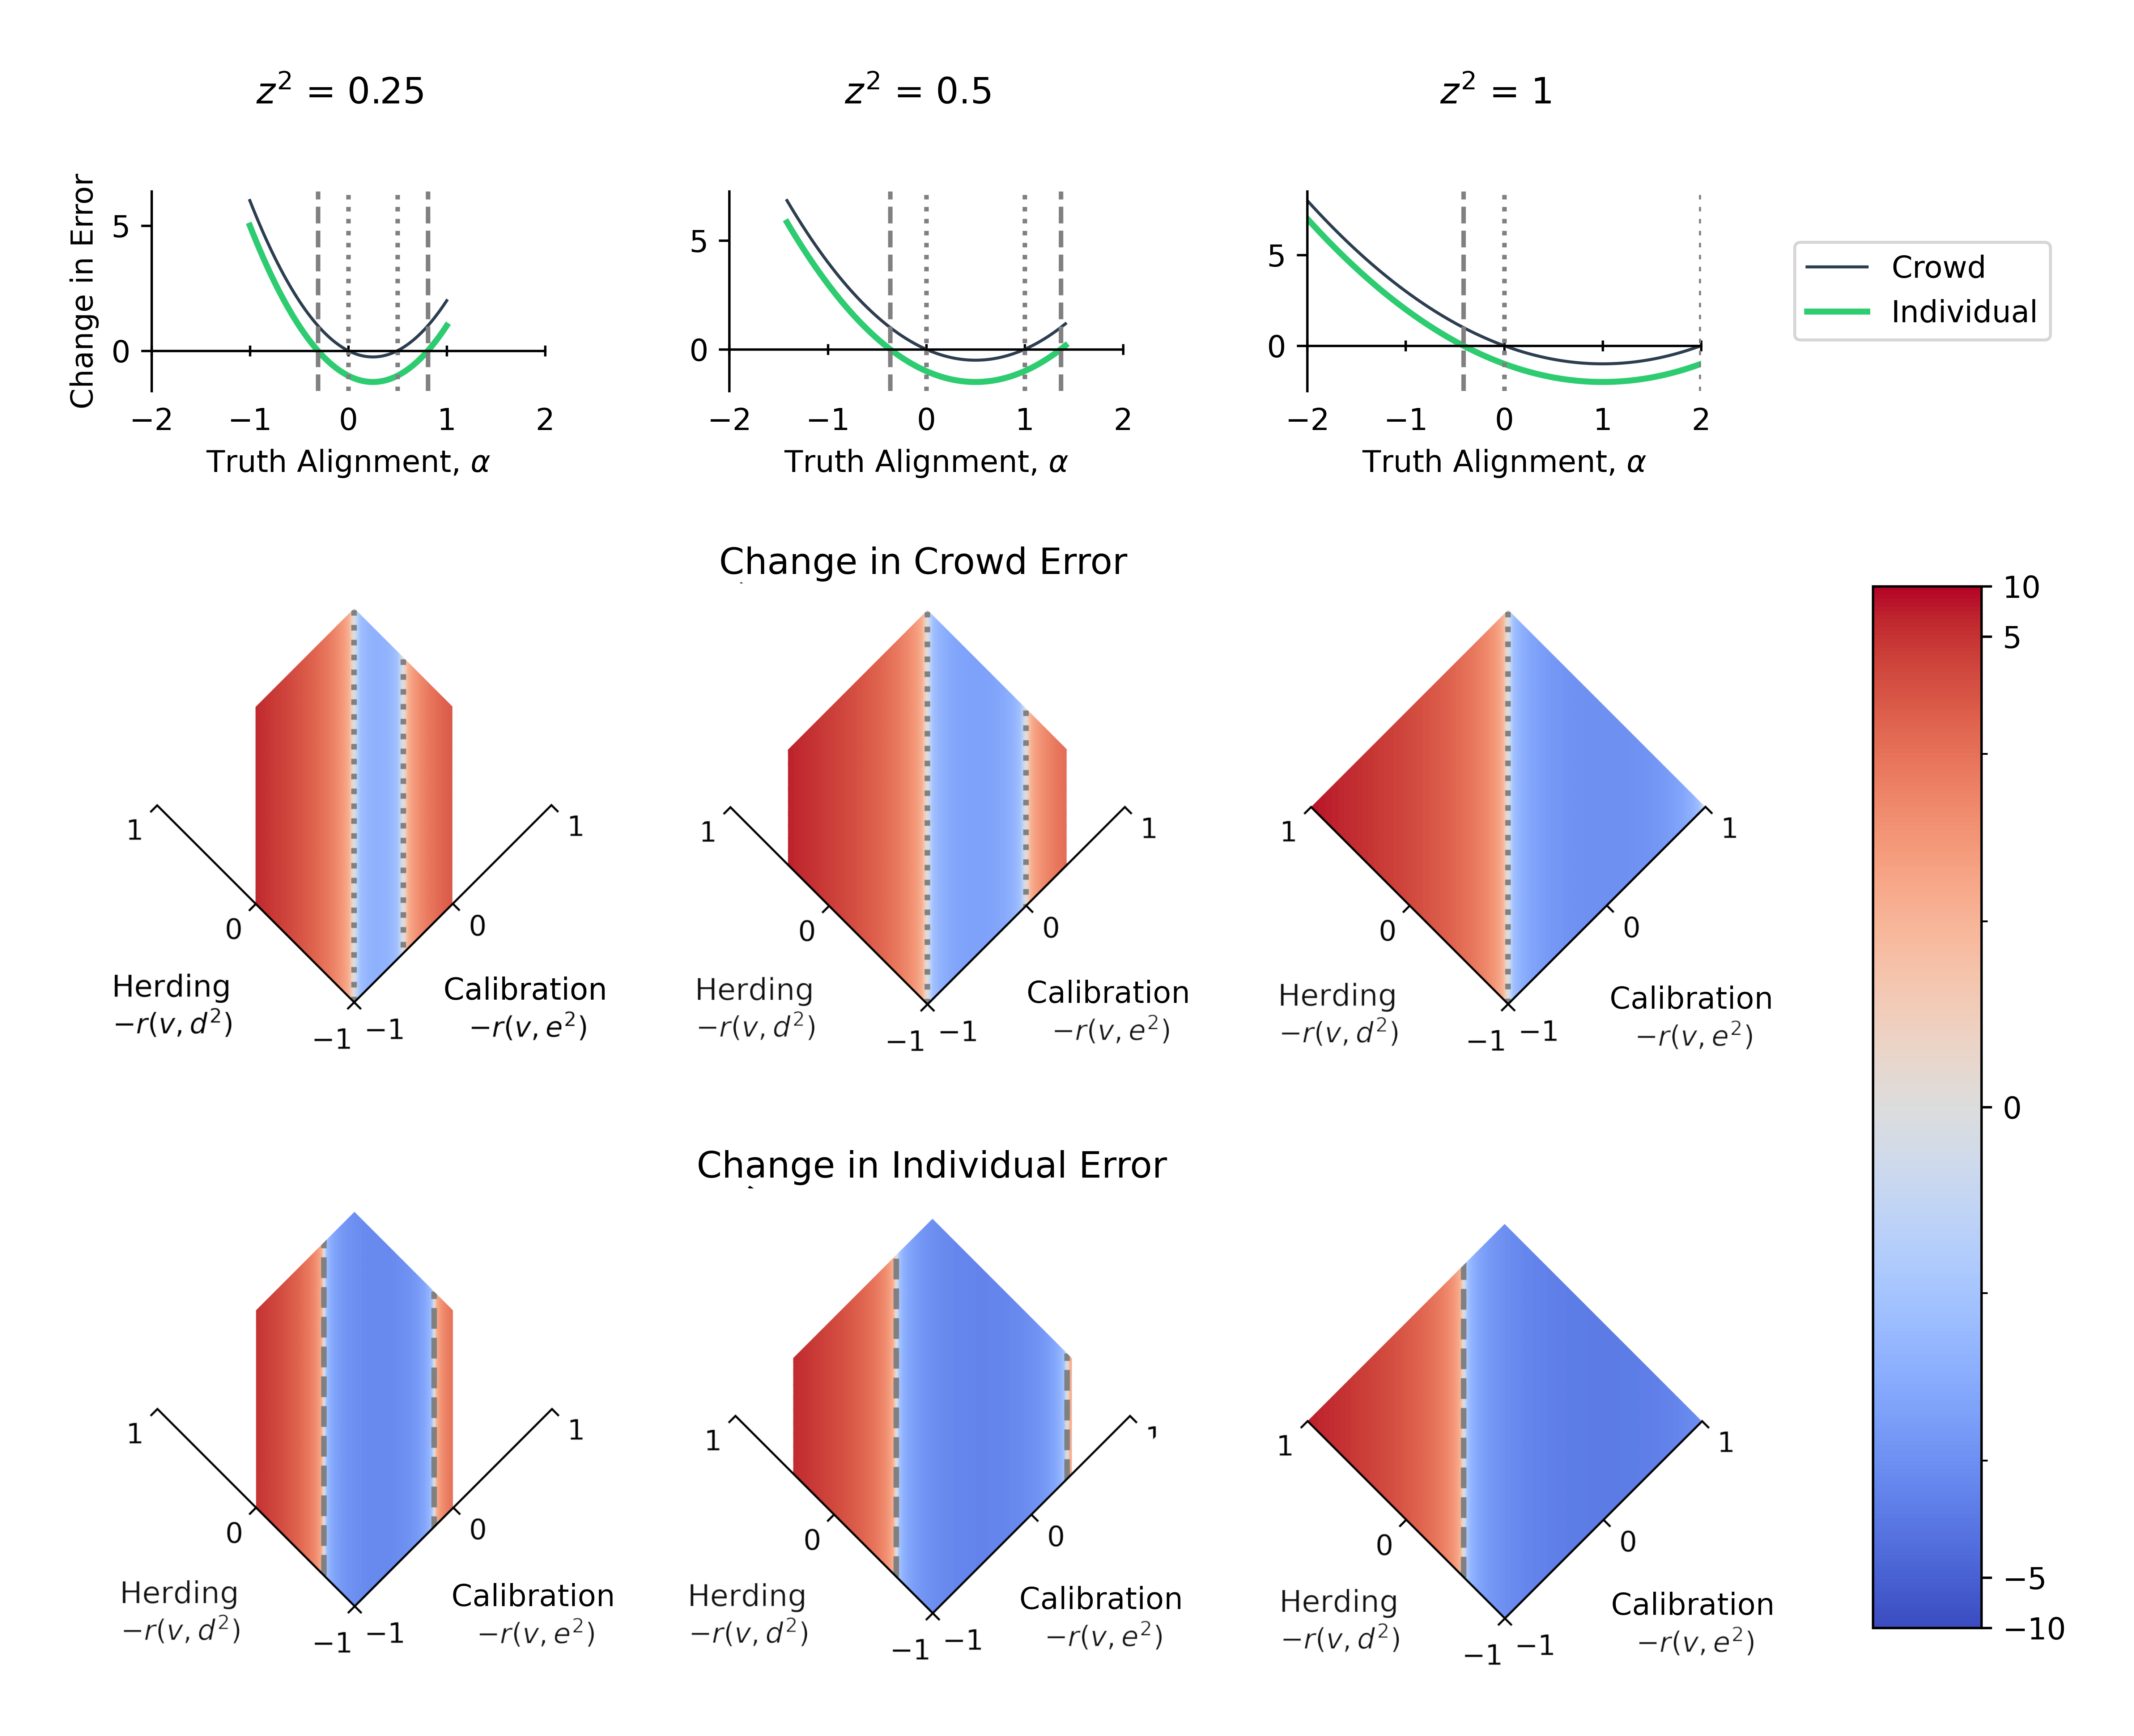 z² = 0.25
z² = 0.5
z² = 1
Change in Error
5
0
−2 −1 0 1 2
Truth Alignment, α
5
0
−2 −1 0 1 2
Truth Alignment, α
5
0
−2 −1 0 1 2
Truth Alignment, α
Crowd
Individual
Change in Crowd Error
1
0
−1
−1
0
1
Herding
−r(v, d²)
Calibration
−r(v, e²)
1
0
−1
−1
0
1
Herding
−r(v, d²)
Calibration
−r(v, e²)
1
0
−1
−1
0
1
Herding
−r(v, d²)
Calibration
−r(v, e²)
10
5
0
−5
−10
Change in Individual Error
1
0
−1
−1
0
1
Herding
−r(v, d²)
Calibration
−r(v, e²)
1
0
−1
−1
0
Herding
−r(v, d²)
Calibration
−r(v, e²)
1
0
−1
−1
0
1
Herding
−r(v, d²)
Calibration
−r(v, e²)